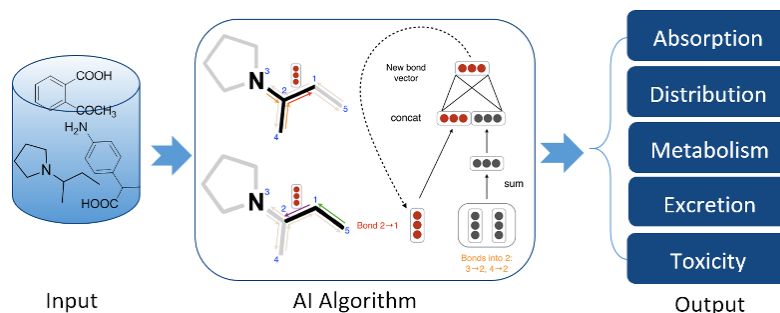 COOH
COCH3
H2N
N
HOOC
Input
N
3
2
1
5
4
N
3
2
1
5
4
AI Algorithm
New bond
vector
concat
sum
Bond 2→1
Bonds into 2:
3→2, 4→2
Absorption
Distribution
Metabolism
Excretion
Toxicity
Output